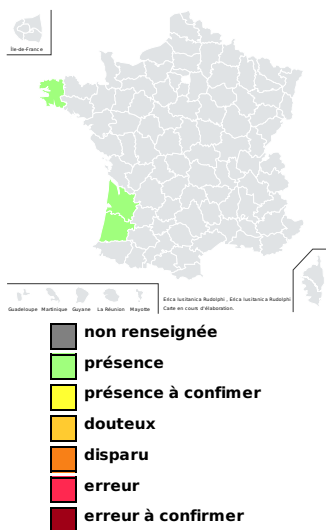 Île-de-France
Guadeloupe Martinique Guyane La Réunion Mayotte
Erica lusitanica Rudolphi , Erica lusitanica Rudolphi
Carte en cours d'élaboration.
non renseignée
présence
présence à confimer
douteux
disparu
erreur
erreur à confirmer